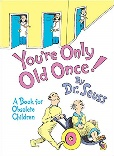 You're Only
Old Once!
By
Dr. Seuss
A Book for
Obsolete
Children